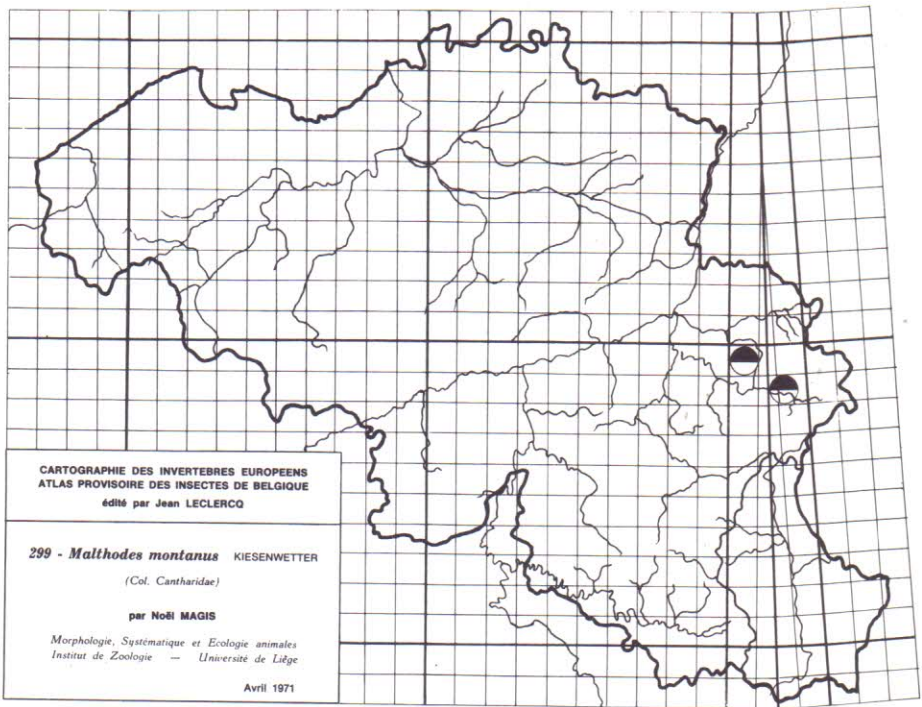 CARTOGRAPHIE DES INVERTEBRES EUROPEENS
ATLAS PROVISOIRE DES INSECTES DE BELGIQUE
édité par Jean LECLERCQ
299 - Malthodes montanus KIESENWETTER
(Col. Cantharidae)
par Noël MAGIS
Morphologie, Systématique et Ecologie animales
Institut de Zoologie — Université de Liège
Avril 1971